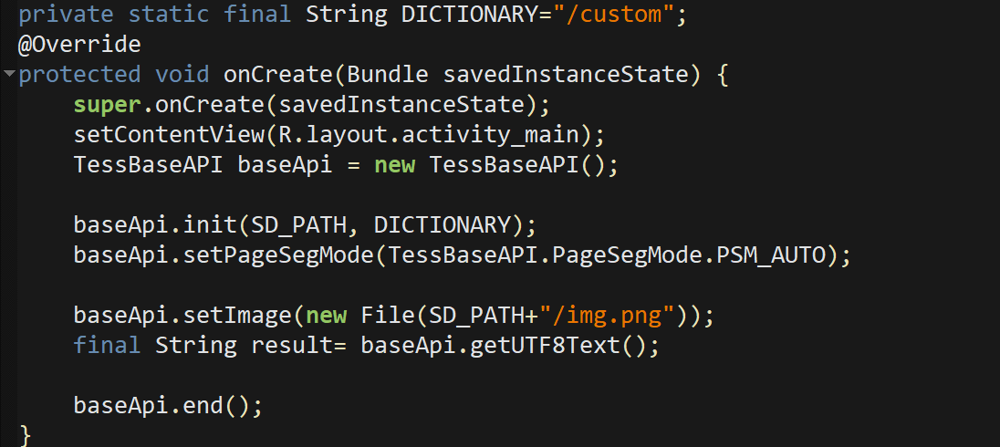 private static final String DICTIONARY="/custom";
@Override
protected void onCreate(Bundle savedInstanceState) {
super.onCreate(savedInstanceState);
setContentView(R.layout.activity_main);
TessBaseAPI baseApi = new TessBaseAPI();
baseApi.init(SD_PATH, DICTIONARY);
baseApi.setPageSegMode(TessBaseAPI.PageSegMode.PSM_AUTO);
baseApi.setImage(new File(SD_PATH+"/img.png"));
final String result= baseApi.getUTF8Text();
baseApi.end();
}